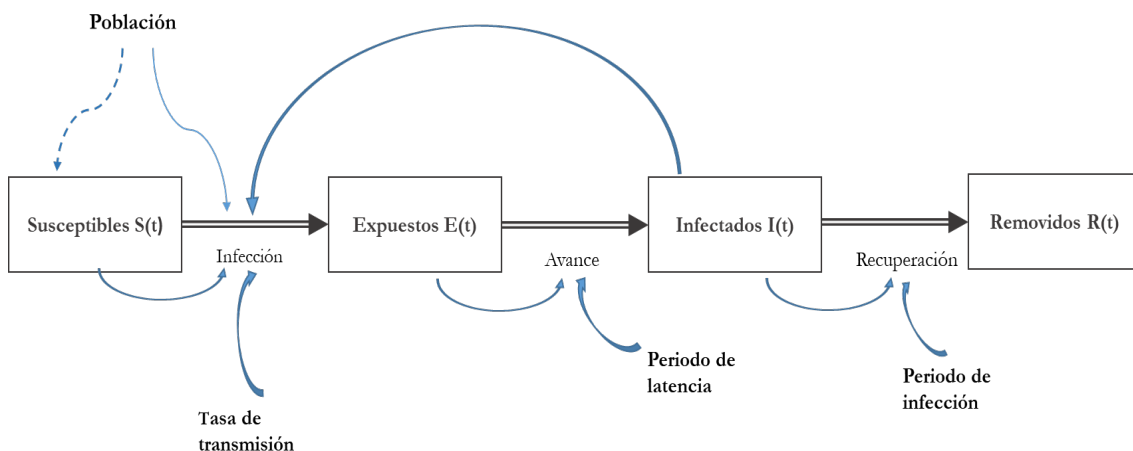 Población
Susceptibles S(t)
Expuestos E(t)
Infectados I(t)
Removidos R(t)
Infección
Avance
Recuperación
Tasa de
transmisión
Periodo de
latencia
Periodo de
infección